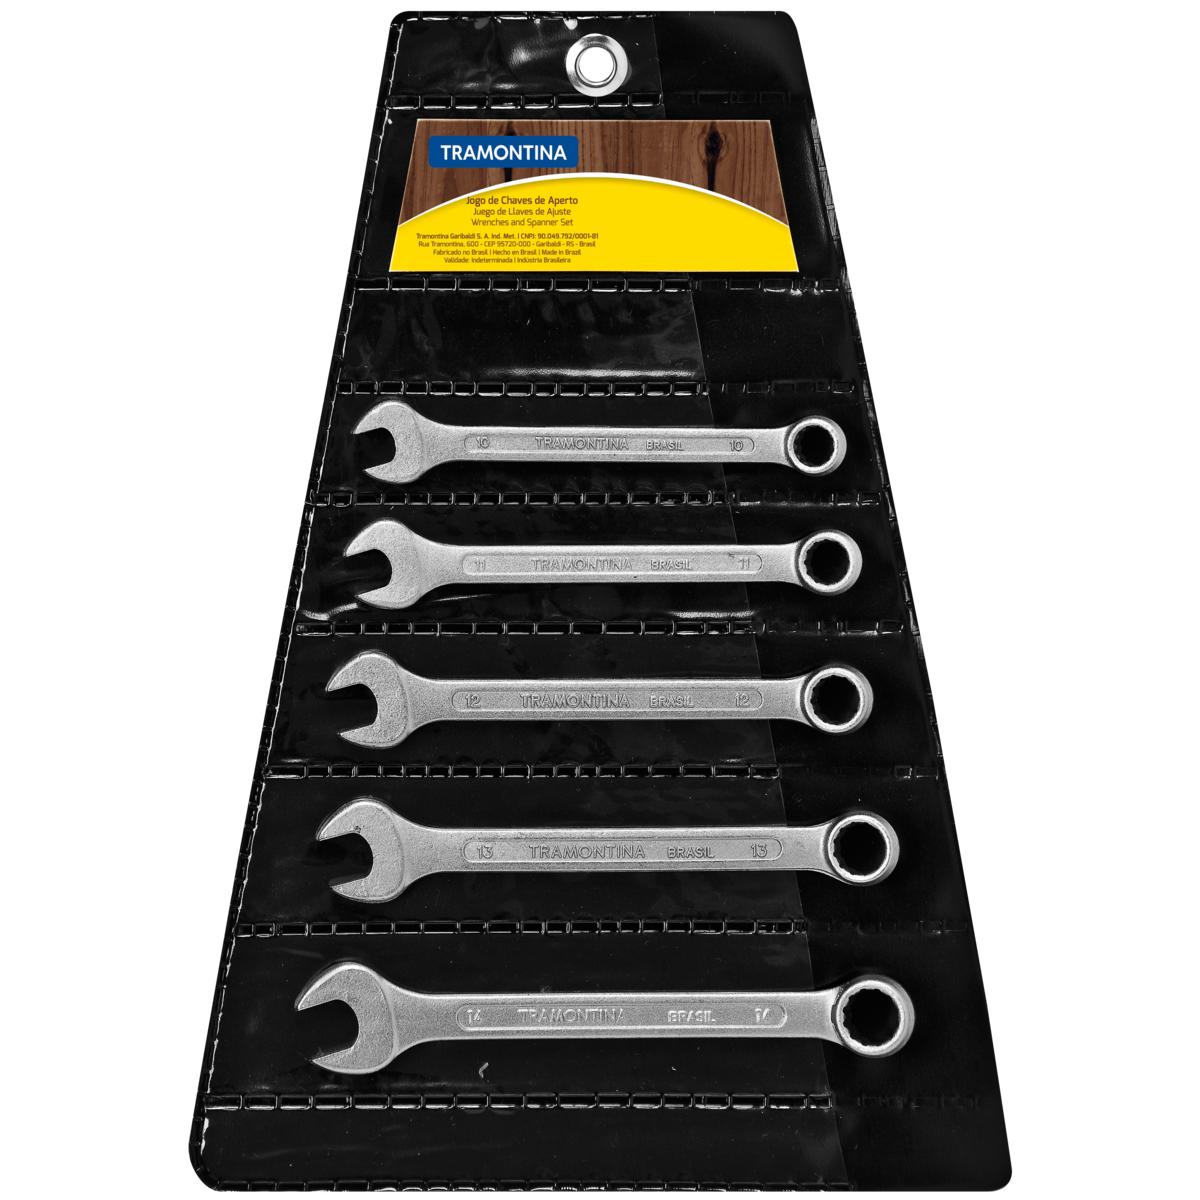 TRAMONTINA
Jogo de Chaves de Aperto
Juego de Llaves de Ajuste
Wrenches and Spanner Set
Tramontina Garibaldi S. A. Ind. Met. | CNPJ: 90.049.792/0001-81
Rua Tramontina, 600 - CEP 95720-000 - Garibaldi - RS - Brasil
Fabricado no Brasil | Hecho en Brasil | Made in Brazil
Validade: Indeterminada | Indústria Brasileira
10 TRAMONTINA BRASIL 10
11 TRAMONTINA BRASIL 11
12 TRAMONTINA BRASIL 12
13 TRAMONTINA BRASIL 13
14 TRAMONTINA BRASIL 14